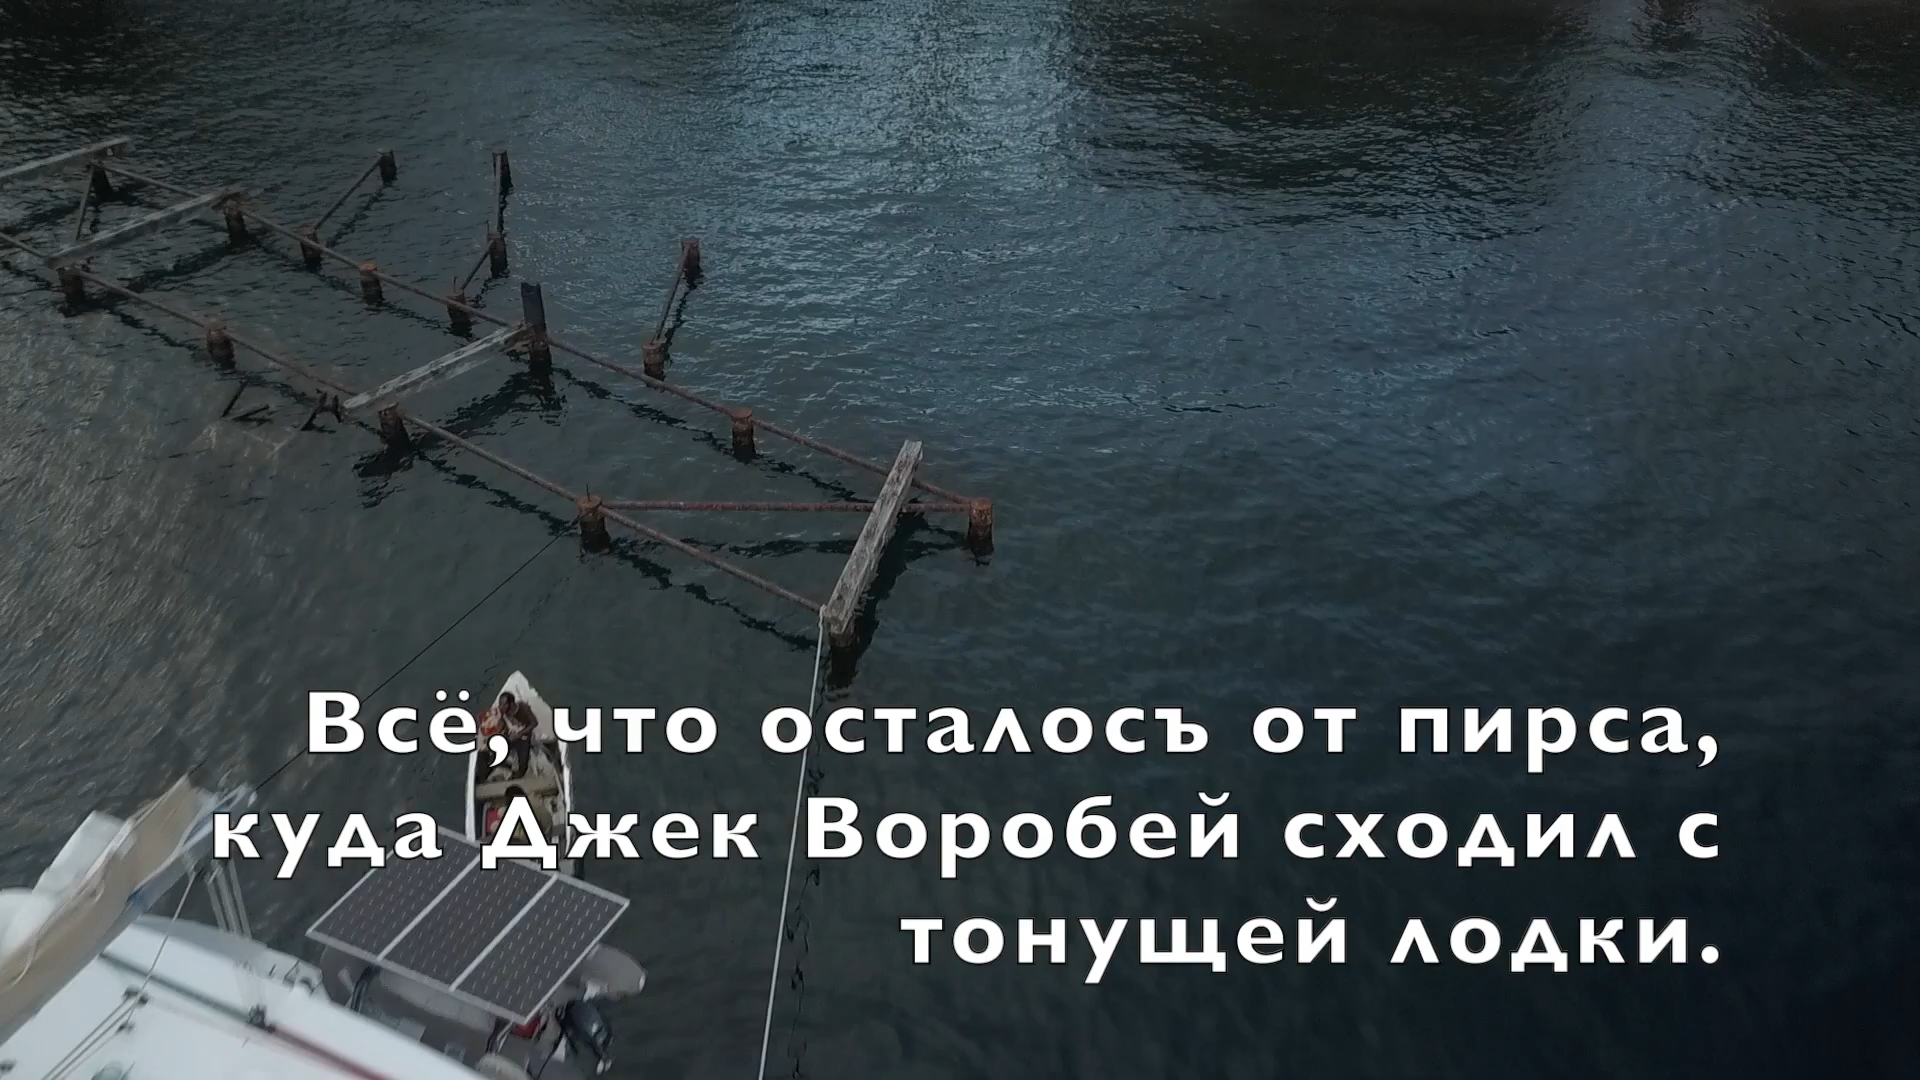 Всё, что осталосъ от пирса,
куда Джек Воробей сходил с
тонущей лодки.